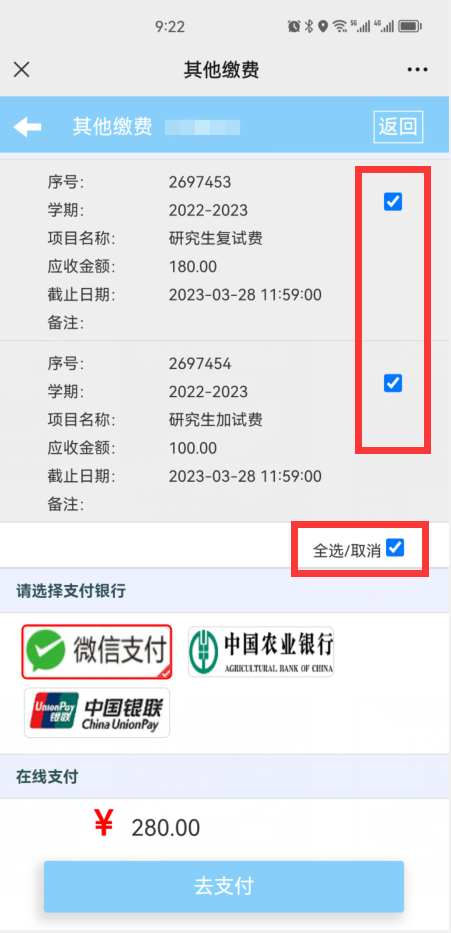 9:22
5G 4G
其他缴费
其他缴费
返回
序号: 2697453
学期: 2022-2023
项目名称: 研究生复试费
应收金额: 180.00
截止日期: 2023-03-28 11:59:00
备注:
序号: 2697454
学期: 2022-2023
项目名称: 研究生加试费
应收金额: 100.00
截止日期: 2023-03-28 11:59:00
备注:
全选/取消
请选择支付银行
微信支付
中国农业银行
AGRICULTURAL BANK OF CHINA
UnionPay
银联
中国银联
China UnionPay
在线支付
¥ 280.00
去支付